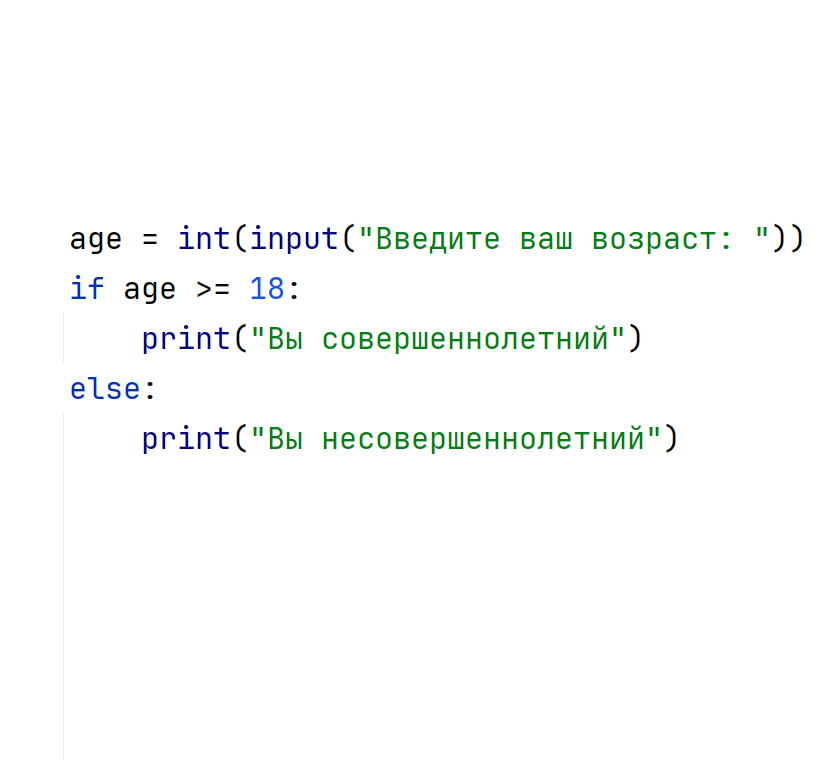 age = int(input("Введите ваш возраст: "))
if age >= 18:
    print("Вы совершеннолетний")
else:
    print("Вы несовершеннолетний")